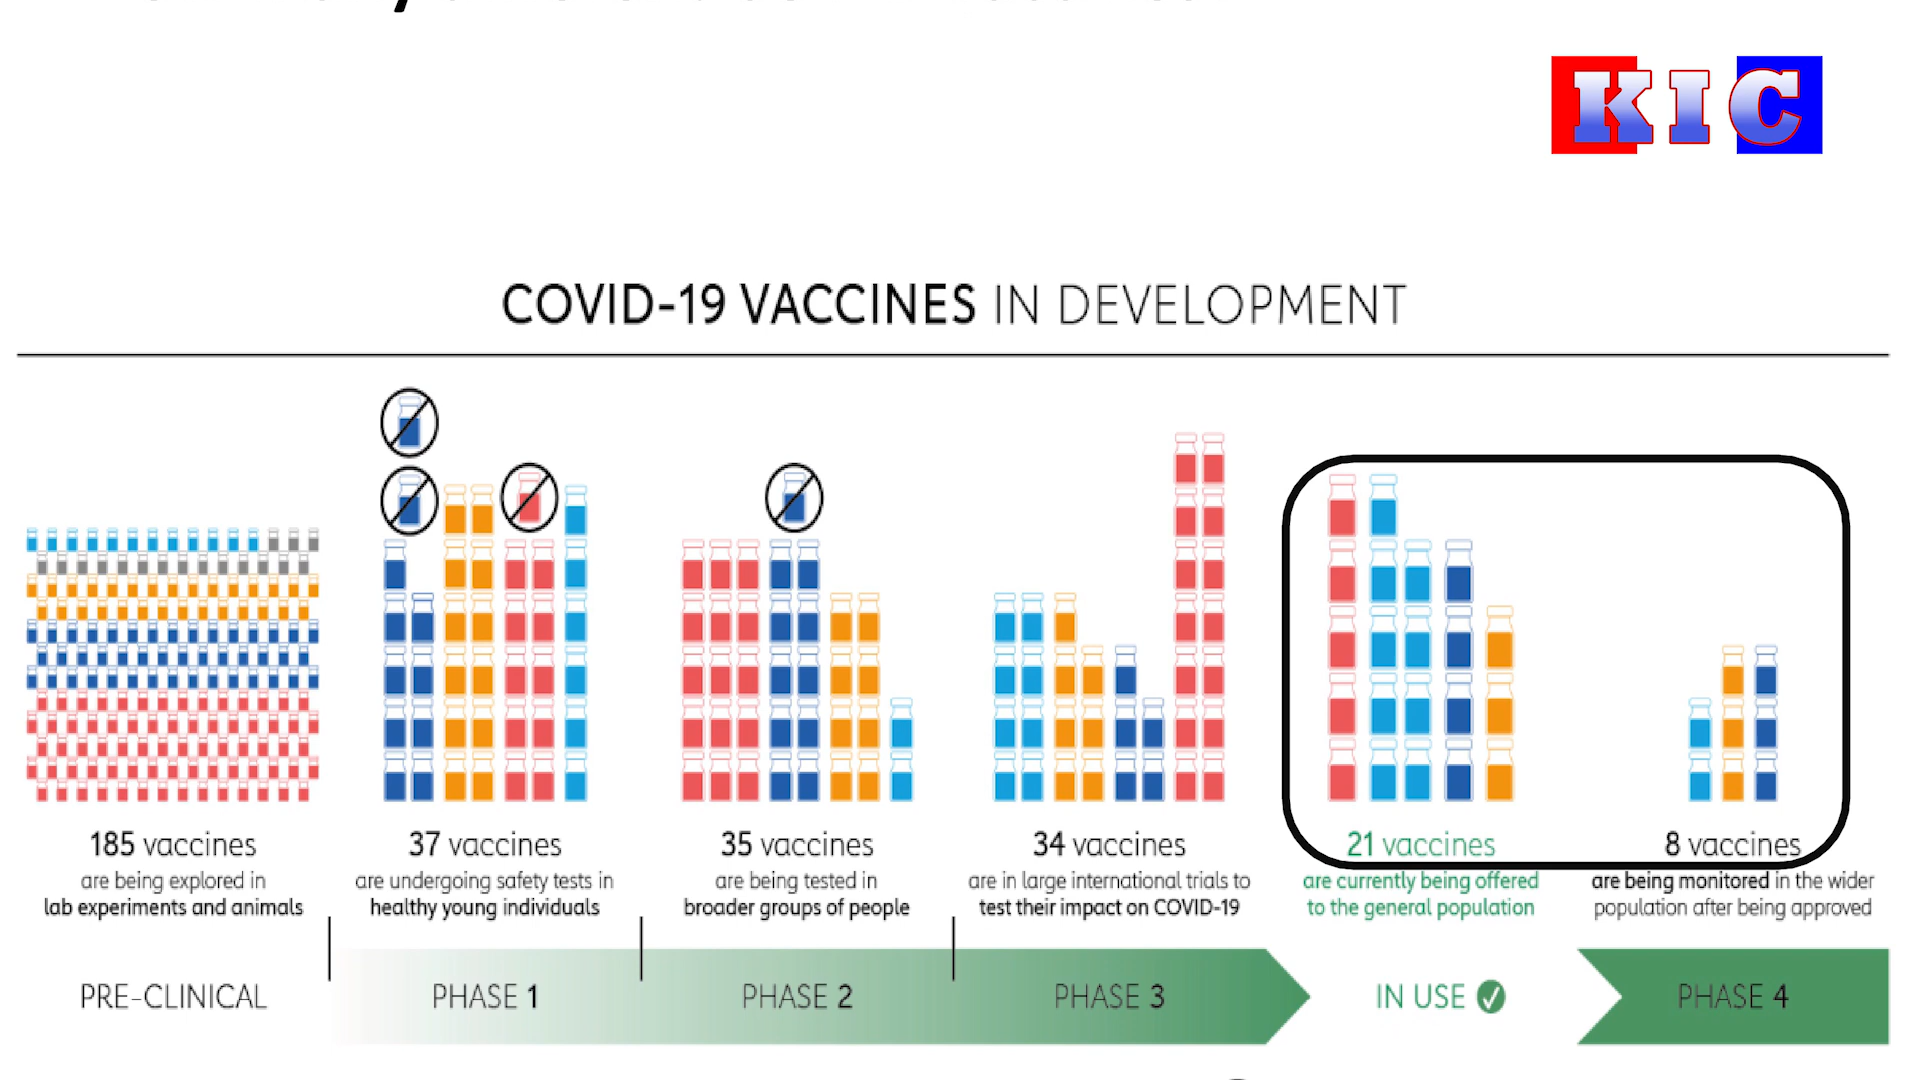 KIC
COVID-19 VACCINES IN DEVELOPMENT
185 vaccines
are being explored in
lab experiments and animals
37 vaccines
are undergoing safety tests in
healthy young individuals
35 vaccines
are being tested in
broader groups of people
34 vaccines
are in large international trials to
test their impact on COVID-19
21 vaccines
are currently being offered
to the general population
8 vaccines
are being monitored in the wider
population after being approved
PRE-CLINICAL
PHASE 1
PHASE 2
PHASE 3
IN USE
PHASE 4